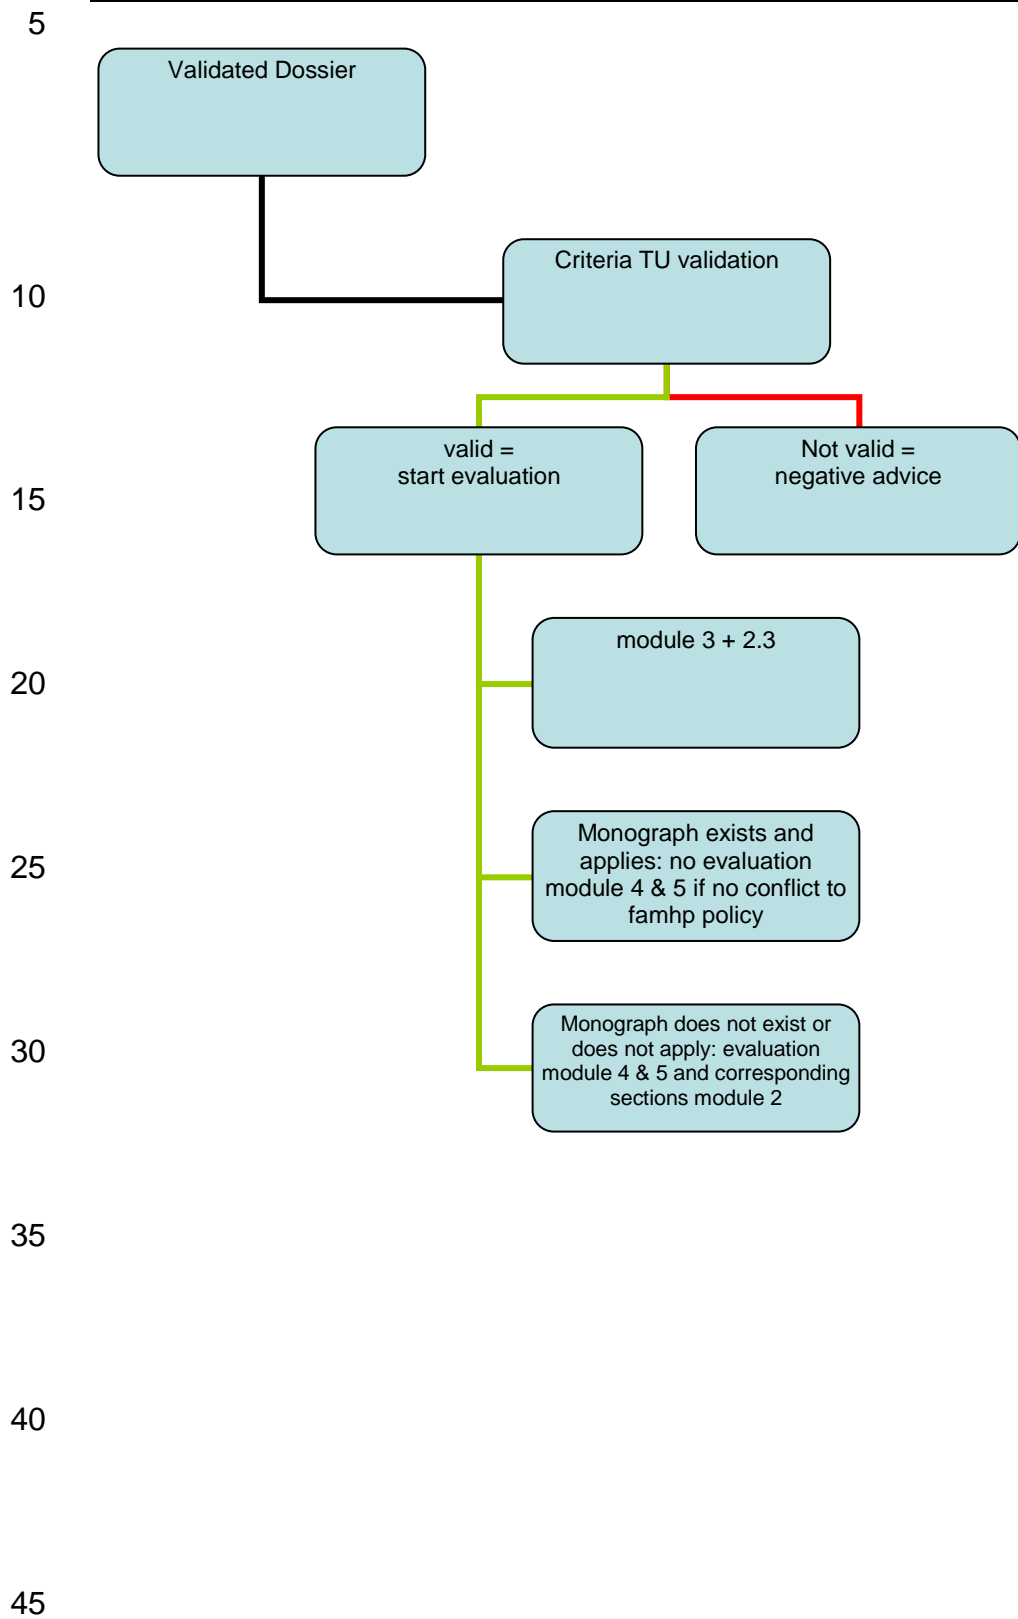 5
Validated Dossier
Criteria TU validation
10
valid =
start evaluation
Not valid =
negative advice
15
module 3 + 2.3
20
Monograph exists and
applies: no evaluation
module 4 & 5 if no conflict to
famhp policy
25
Monograph does not exist or
does not apply: evaluation
module 4 & 5 and corresponding
sections module 2
30
35
40
45